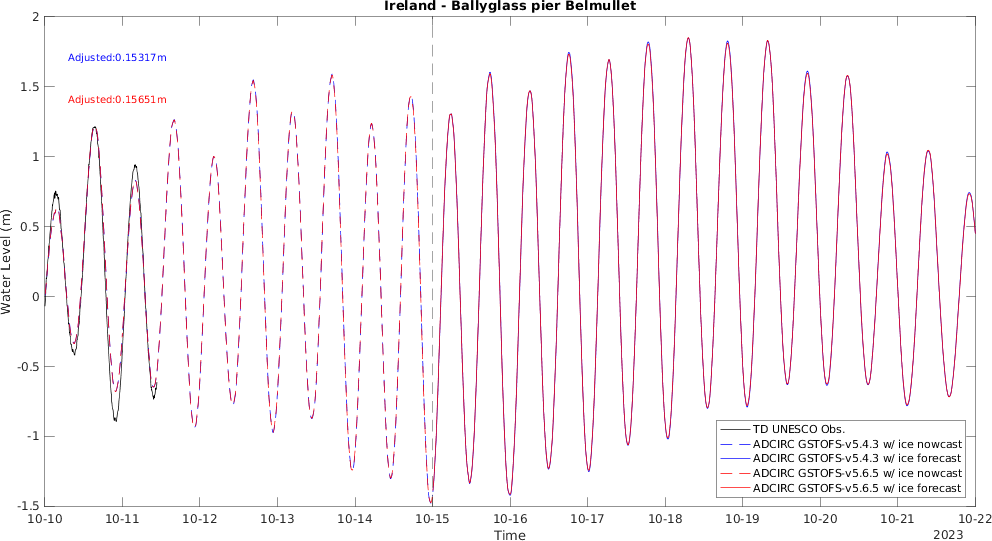 Ireland - Ballyglass pier Belmullet
Adjusted:0.15317m
Adjusted:0.15651m
Water Level (m)
2
1.5
1
0.5
0
-0.5
-1
-1.5
10-10 10-11 10-12 10-13 10-14 10-15 10-16 10-17 10-18 10-19 10-20 10-21 10-22
Time
2023
TD UNESCO Obs.
ADCIRC GSTOFS-v5.4.3 w/ ice nowcast
ADCIRC GSTOFS-v5.4.3 w/ ice forecast
ADCIRC GSTOFS-v5.6.5 w/ ice nowcast
ADCIRC GSTOFS-v5.6.5 w/ ice forecast